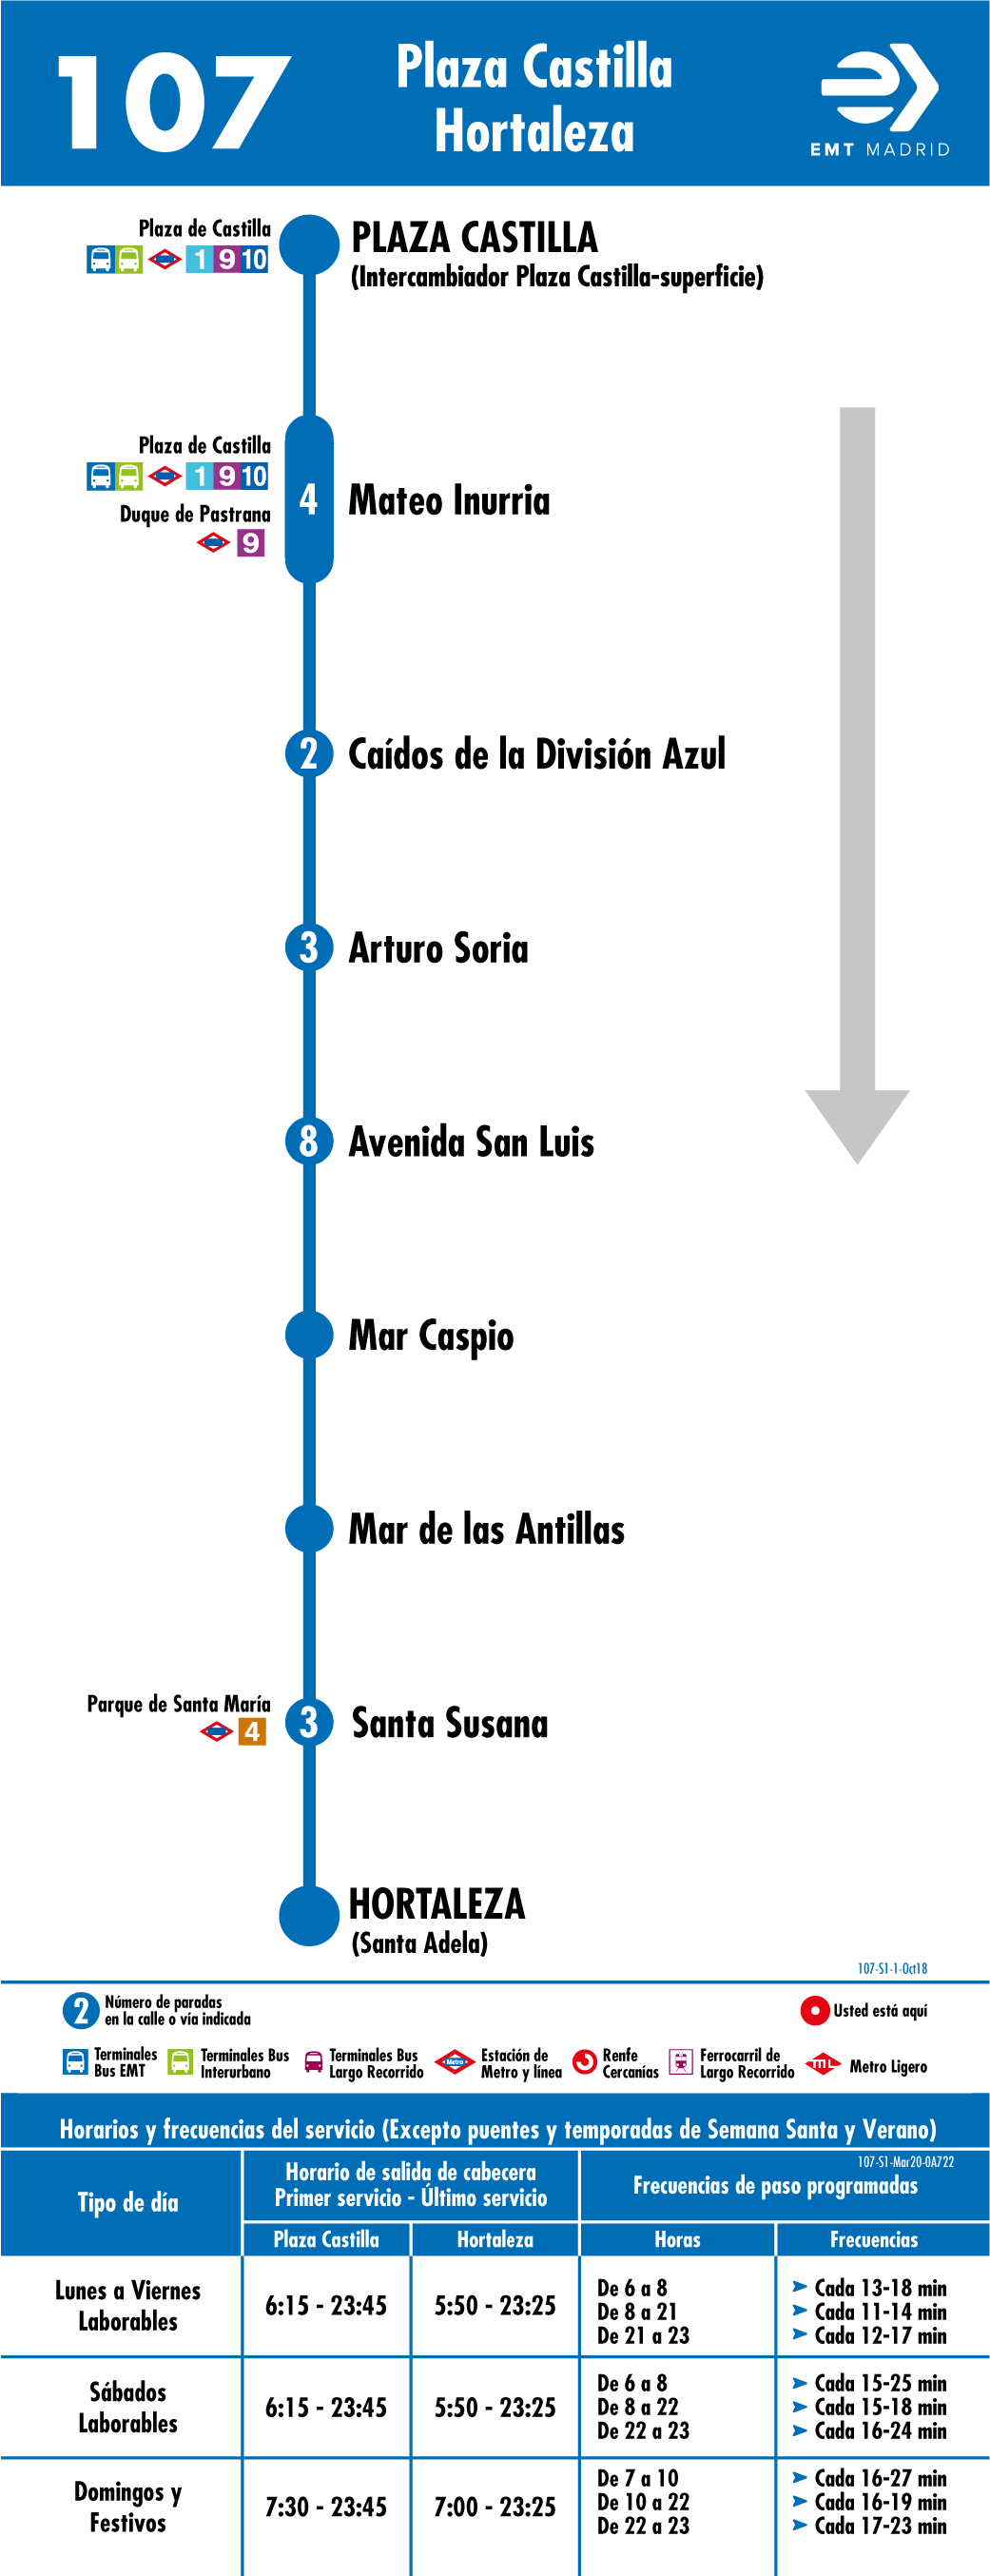 107
Plaza Castilla
Hortaleza
EMT MADRID
Plaza de Castilla
1 9 10
PLAZA CASTILLA
(Intercambiador Plaza Castilla-superficie)
Plaza de Castilla
1 9 10
Duque de Pastrana
9
4
Mateo Inurria
2 Caídos de la División Azul
3 Arturo Soria
8 Avenida San Luis
Mar Caspio
Mar de las Antillas
Parque de Santa María
4
3 Santa Susana
HORTALEZA
(Santa Adela)
107-S1-1-Oct18
2 Número de paradas
en la calle o vía indicada
Usted está aquí
Terminales
Bus EMT
Terminales Bus
Interurbano
Terminales Bus
Largo Recorrido
Metro
Estación de
Metro y línea
Renfe
Cercanías
Ferrocarril de
Largo Recorrido
ML
Metro Ligero
Horarios y frecuencias del servicio (Excepto puentes y temporadas de Semana Santa y Verano)
107-S1-Mar20-0A722
Tipo de día
Horario de salida de cabecera
Primer servicio - Último servicio
Frecuencias de paso programadas
Plaza Castilla
Hortaleza
Horas
Frecuencias
Lunes a Viernes
Laborables
6:15 - 23:45
5:50 - 23:25
De 6 a 8 Cada 13-18 min
De 8 a 21 Cada 11-14 min
De 21 a 23 Cada 12-17 min
Sábados
Laborables
6:15 - 23:45
5:50 - 23:25
De 6 a 8 Cada 15-25 min
De 8 a 22 Cada 15-18 min
De 22 a 23 Cada 16-24 min
Domingos y
Festivos
7:30 - 23:45
7:00 - 23:25
De 7 a 10 Cada 16-27 min
De 10 a 22 Cada 16-19 min
De 22 a 23 Cada 17-23 min